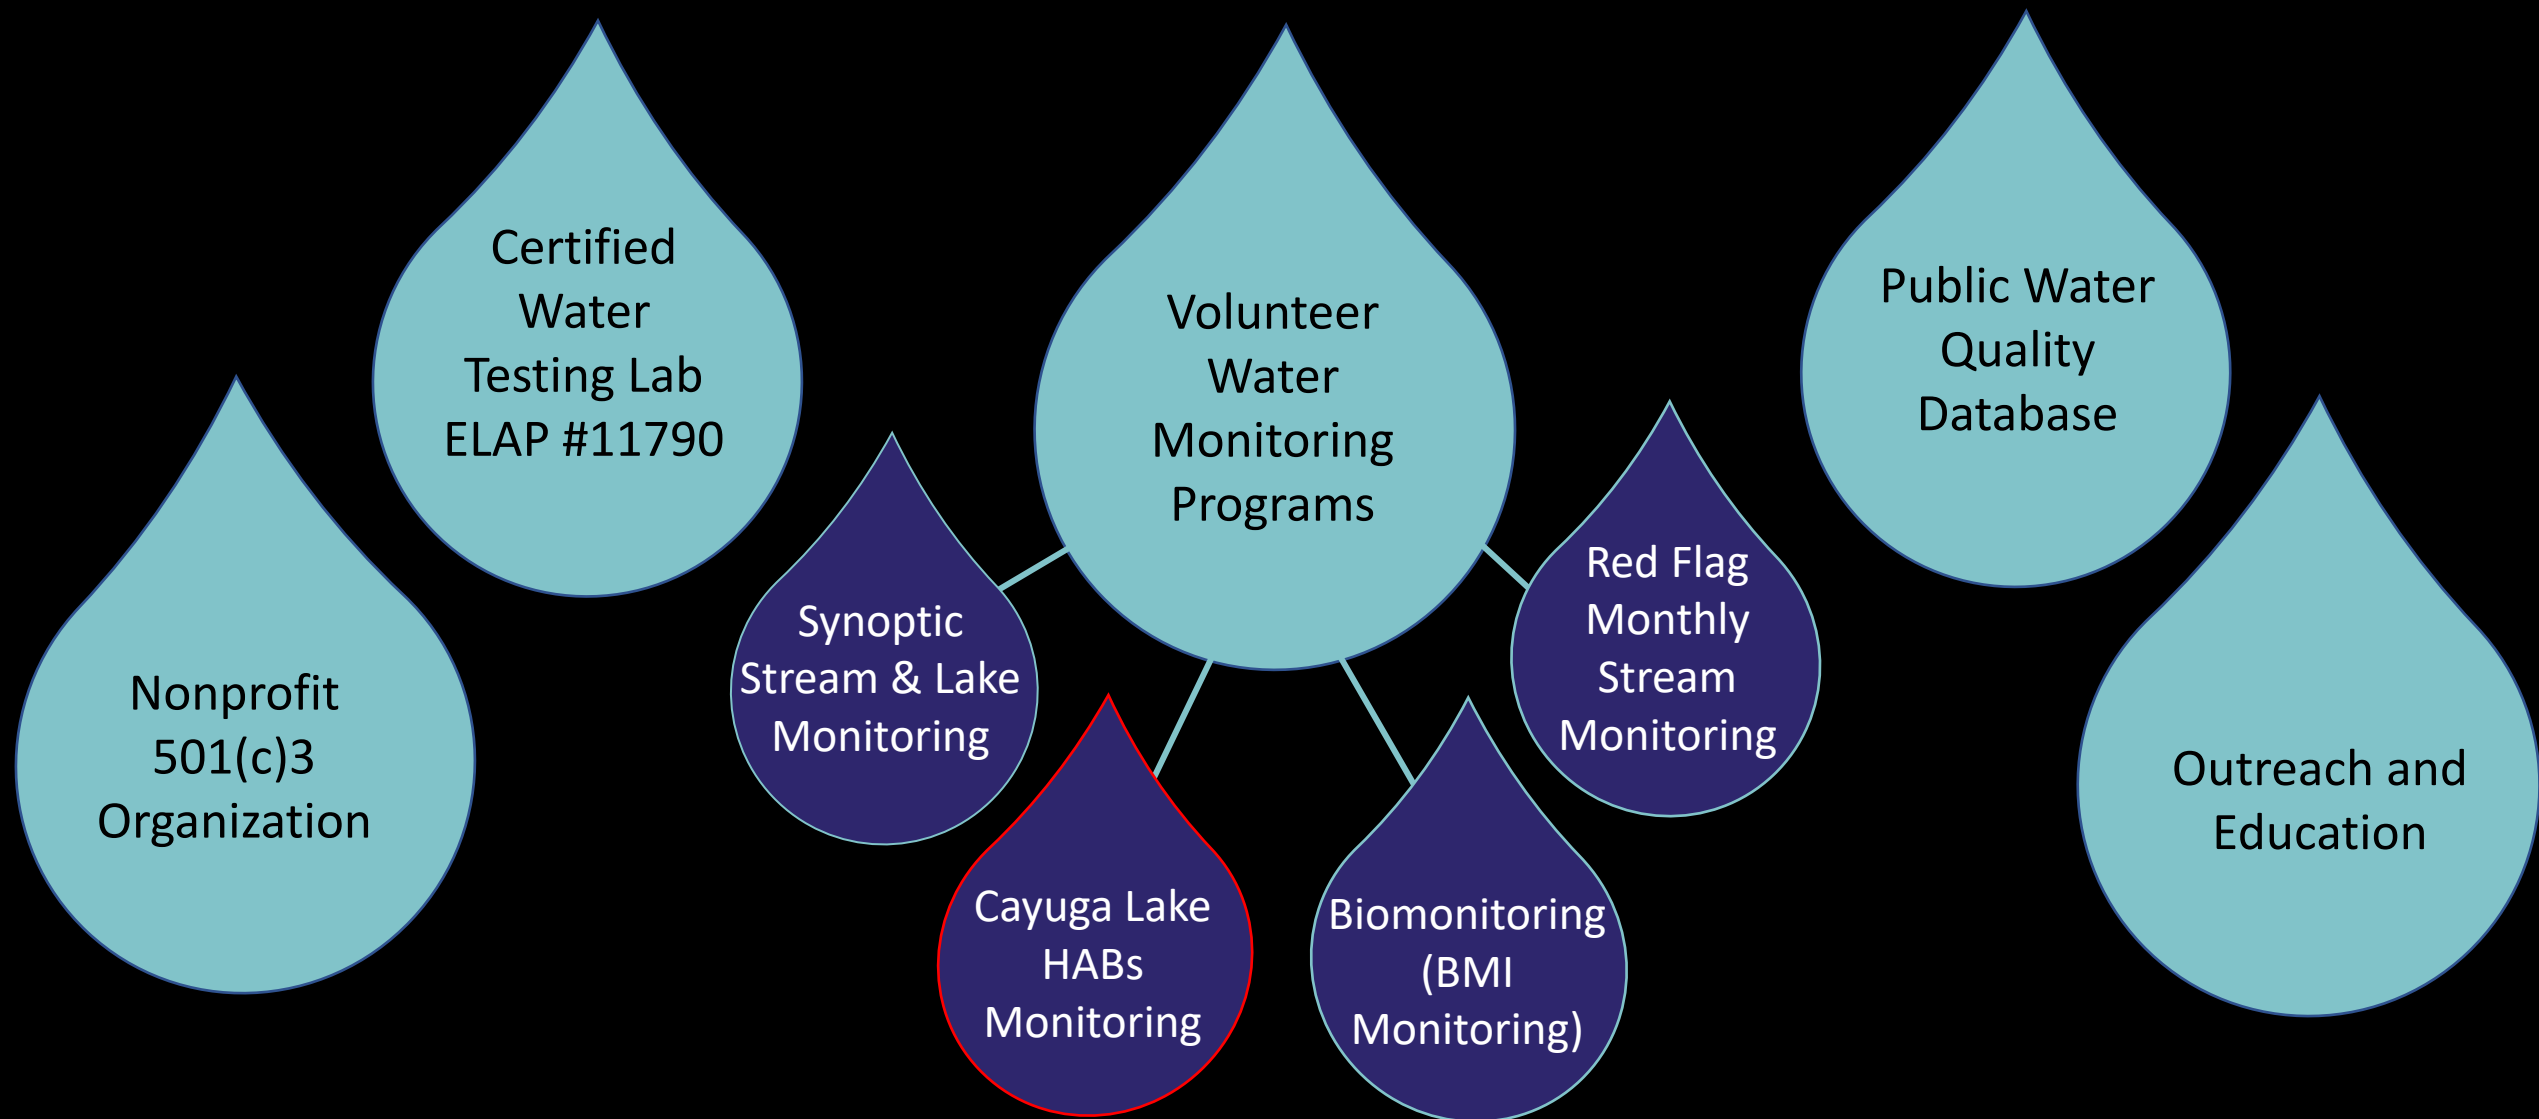 Nonprofit
501(c)3
Organization
Certified
Water
Testing Lab
ELAP #11790
Volunteer
Water
Monitoring
Programs
Synoptic
Stream & Lake
Monitoring
Cayuga Lake
HABs
Monitoring
Biomonitoring
(BMI
Monitoring)
Red Flag
Monthly
Stream
Monitoring
Public Water
Quality
Database
Outreach and
Education